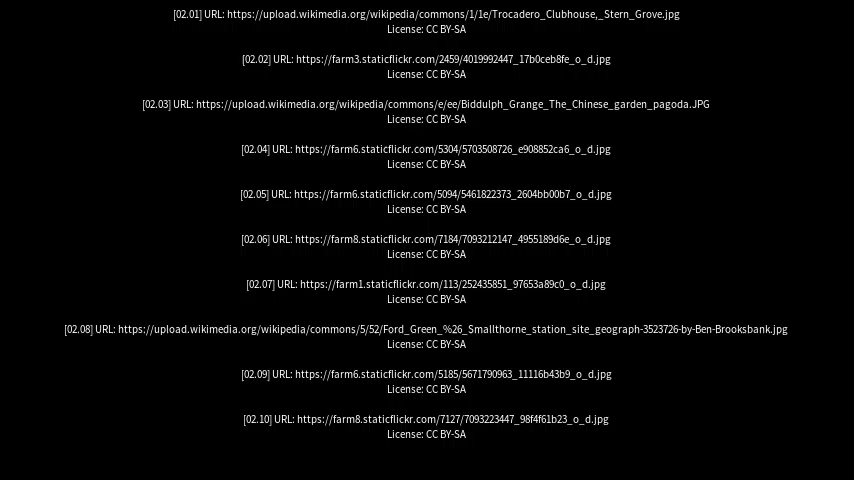 [02.01] URL: https://upload.wikimedia.org/wikipedia/commons/1/1e/Trocadero_Clubhouse,_Stern_Grove.jpg
License: CC BY-SA
[02.02] URL: https://farm3.staticflickr.com/2459/4019992447_17b0ceb8fe_o_d.jpg
License: CC BY-SA
[02.03] URL: https://upload.wikimedia.org/wikipedia/commons/e/ee/Biddulph_Grange_The_Chinese_garden_pagoda.JPG
License: CC BY-SA
[02.04] URL: https://farm6.staticflickr.com/5304/5703508726_e908852ca6_o_d.jpg
License: CC BY-SA
[02.05] URL: https://farm6.staticflickr.com/5094/5461822373_2604bb00b7_o_d.jpg
License: CC BY-SA
[02.06] URL: https://farm8.staticflickr.com/7184/7093212147_4955189d6e_o_d.jpg
License: CC BY-SA
[02.07] URL: https://farm1.staticflickr.com/113/252435851_97653a89c0_o_d.jpg
License: CC BY-SA
[02.08] URL: https://upload.wikimedia.org/wikipedia/commons/5/52/Ford_Green_%26_Smallthorne_station_site_geograph-3523726-by-Ben-Brooksbank.jpg
License: CC BY-SA
[02.09] URL: https://farm6.staticflickr.com/5185/5671790963_11116b43b9_o_d.jpg
License: CC BY-SA
[02.10] URL: https://farm8.staticflickr.com/7127/7093223447_98f4f61b23_o_d.jpg
License: CC BY-SA